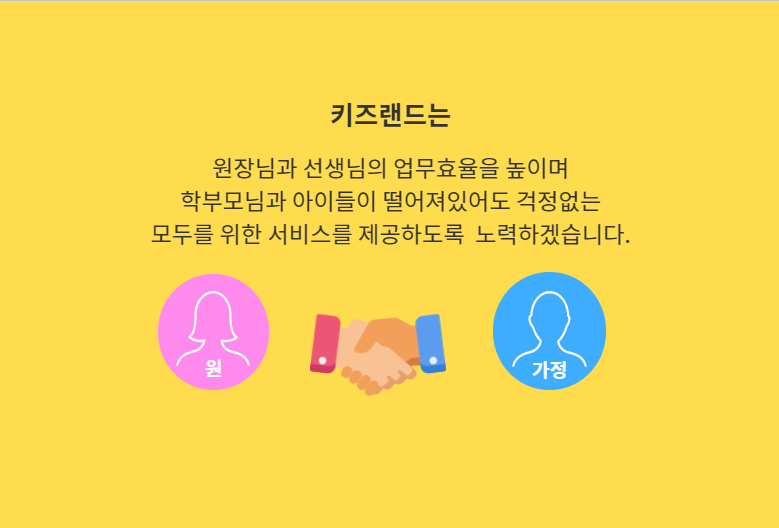 키즈랜드는
원장님과 선생님의 업무효율을 높이며
학부모님과 아이들이 떨어져있어도 걱정없는
모두를 위한 서비스를 제공하도록  노력하겠습니다.
원
가정